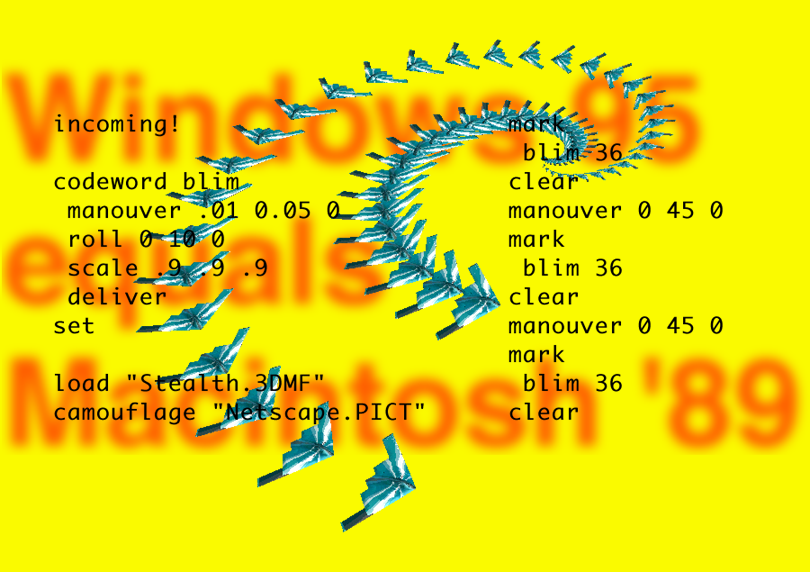 Windows 95
equals
Macintosh '89
incoming!
codeword blim
manouver .01 0.05 0
roll 0 10 0
scale .9 .9 .9
deliver
set
load "Stealth.3DMF"
camouflage "Netscape.PICT"
mark
blim 36
clear
manouver 0 45 0
mark
blim 36
clear
manouver 0 45 0
mark
blim 36
clear